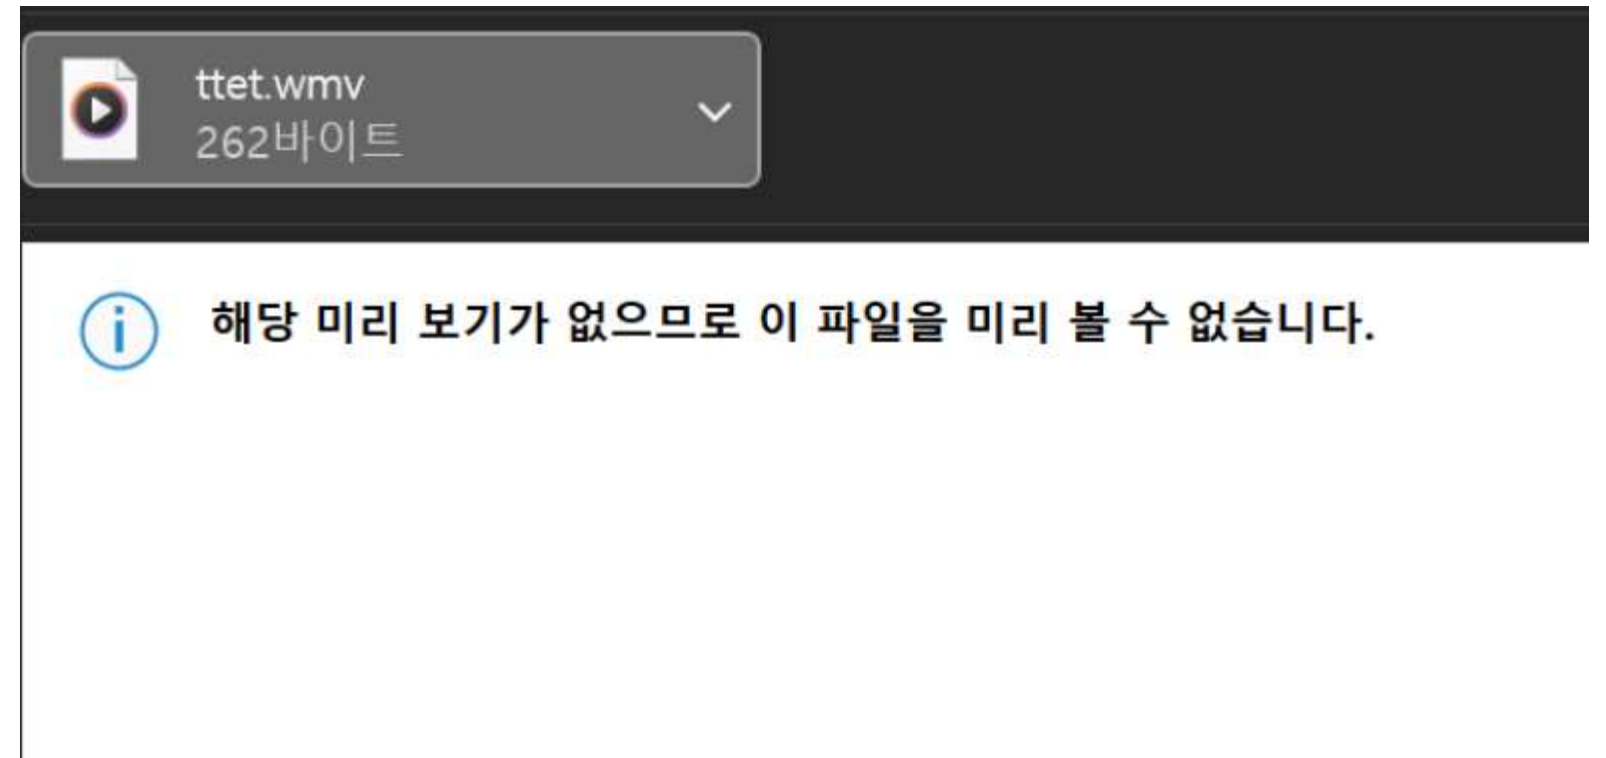 ttet.wmv
262바이트
해당 미리 보기가 없으므로 이 파일을 미리 볼 수 없습니다.